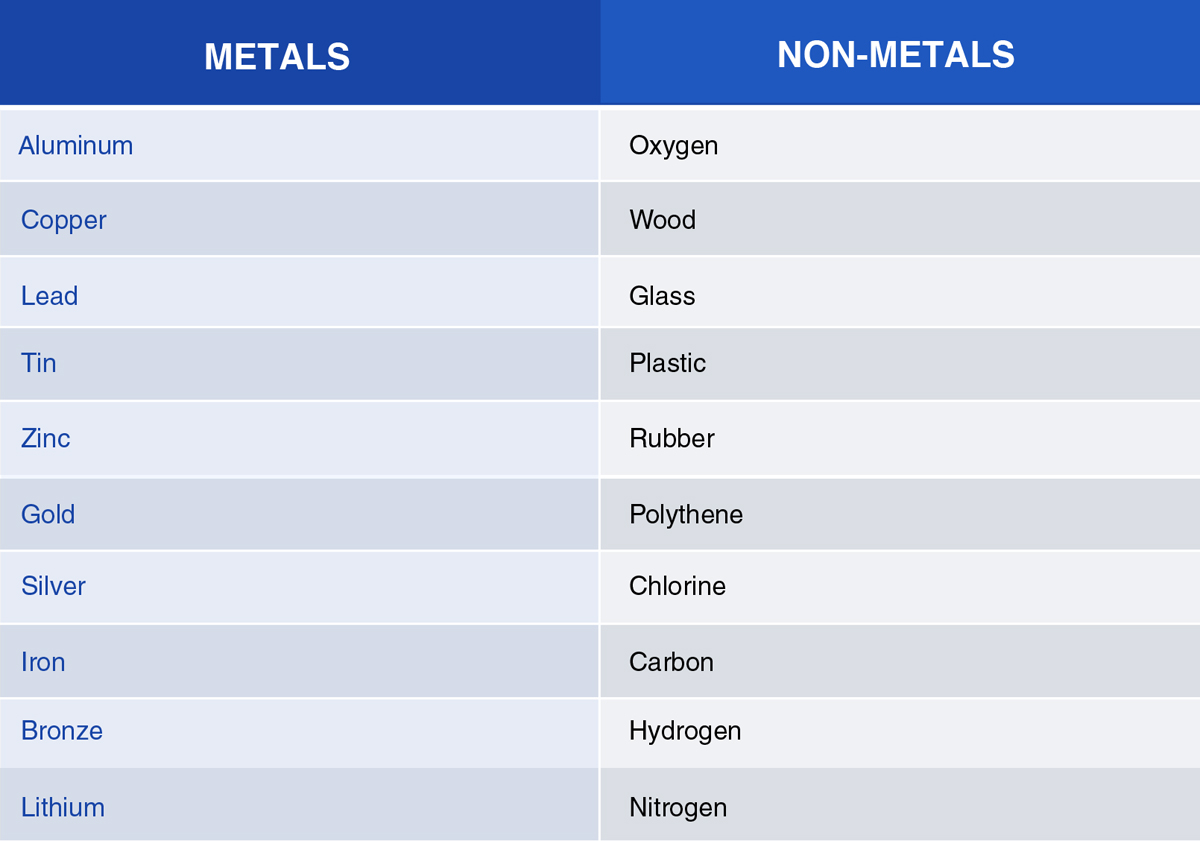 METALS NON-METALS
Aluminum Oxygen
Copper Wood
Lead Glass
Tin Plastic
Zinc Rubber
Gold Polythene
Silver Chlorine
Iron Carbon
Bronze Hydrogen
Lithium Nitrogen